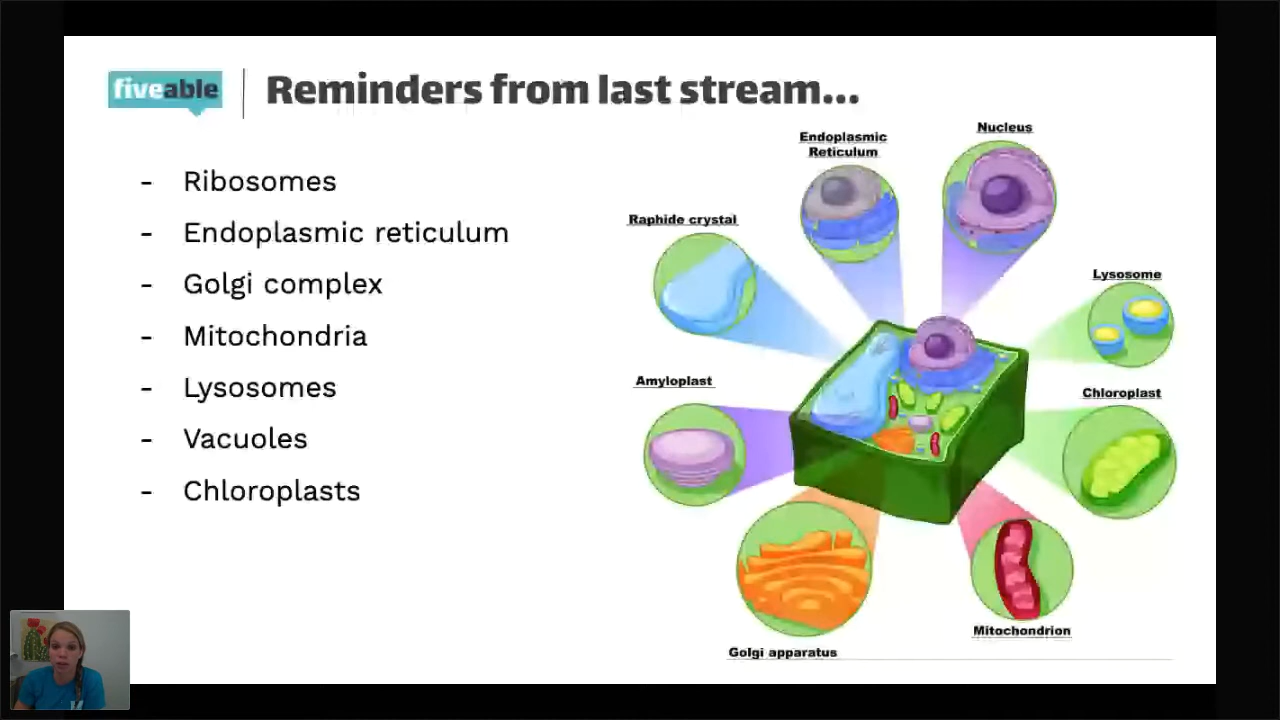 fiveable
Reminders from last stream...
- Ribosomes
- Endoplasmic reticulum
- Golgi complex
- Mitochondria
- Lysosomes
- Vacuoles
- Chloroplasts
Endoplasmic
Reticulum
Nucleus
Raphide crystal
Lysosome
Amyloplast
Chloroplast
Mitochondrion
Golgi apparatus